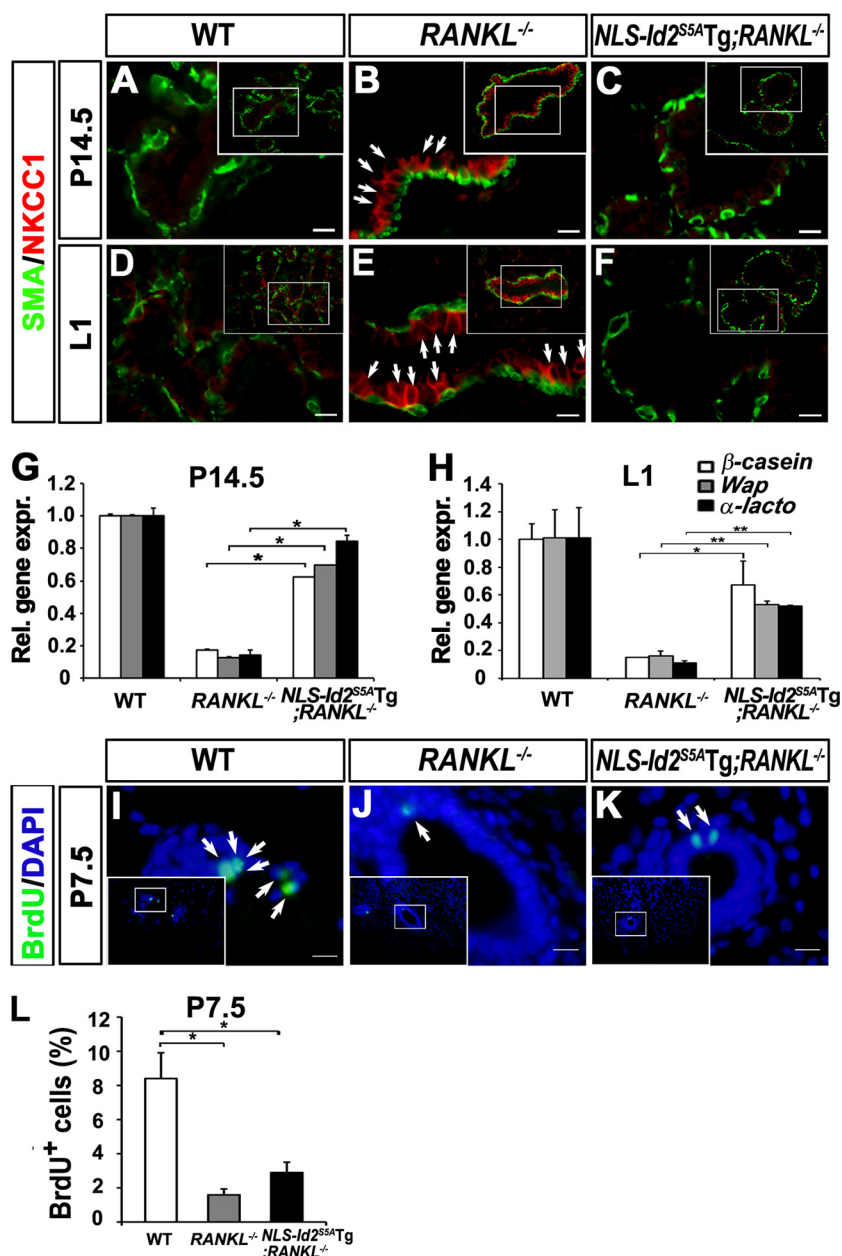 WT RANKL-/- NLS-Id2S5ATg;RANKL-/-
SMA/NKCC1
P14.5
A B C
L1
D E F
G P14.5
Rel. gene expr.
1.0
0.8
0.6
0.4
0.2
0
* * *
WT RANKL-/- NLS-Id2S5ATg
;RANKL-/-
H L1
β-casein
Wap
α-lacto
Rel. gene expr.
1.4
1.2
1.0
0.8
0.6
0.4
0.2
0
** ** *
WT RANKL-/- NLS-Id2S5ATg
;RANKL-/-
WT RANKL-/- NLS-Id2S5ATg;RANKL-/-
BrdU/DAPI
P7.5
I J K
L P7.5
BrdU+ cells (%)
12
10
8
6
4
2
0
* *
WT RANKL-/- NLS-Id2S5ATg
;RANKL-/-